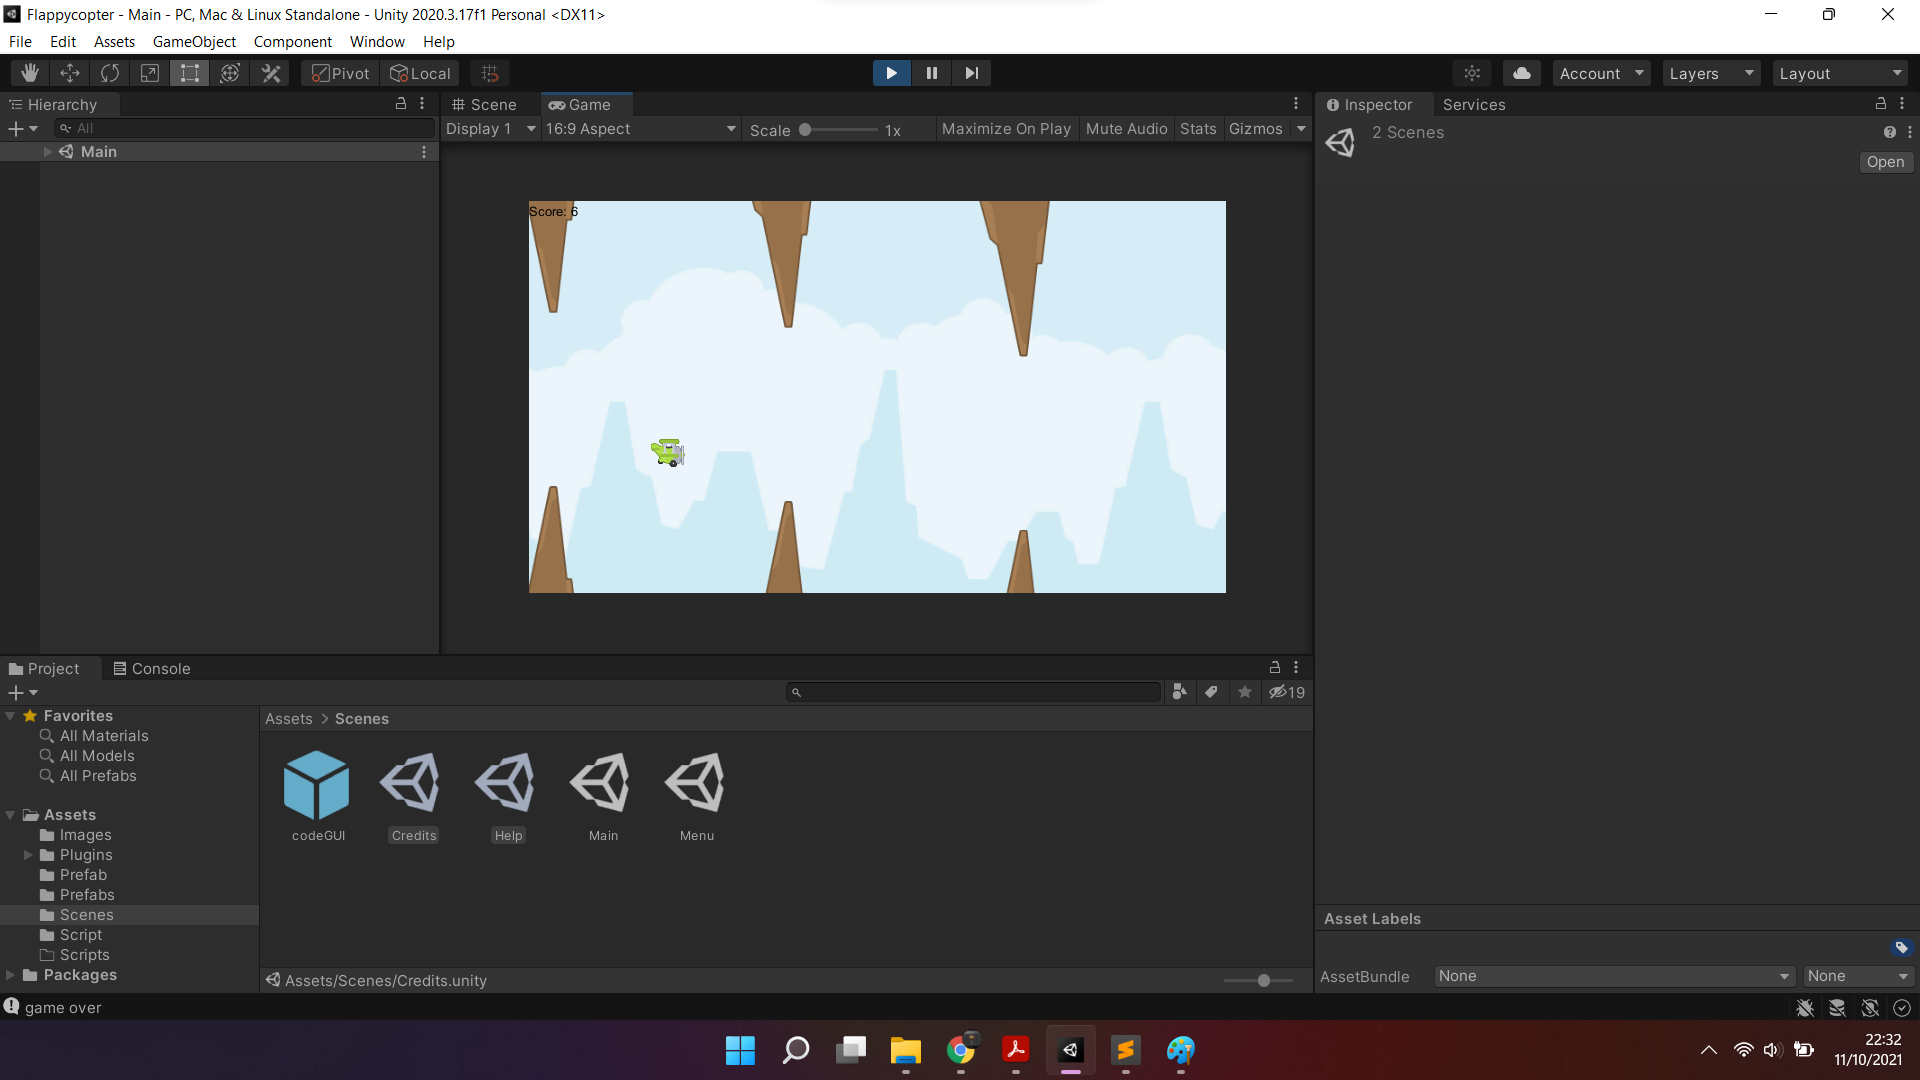 Flappycopter - Main - PC, Mac & Linux Standalone - Unity 2020.3.17f1 Personal <DX11>
File Edit Assets GameObject Component Window Help
Pivot Local Account Layers Layout
Hierarchy
All
Main
Scene Game
Display 1 16:9 Aspect Scale 1x Maximize On Play Mute Audio Stats Gizmos
Score: 6
Inspector Services
2 Scenes
Open
Project Console
19
Favorites
All Materials
All Models
All Prefabs
Assets
Images
Plugins
Prefab
Prefabs
Scenes
Script
Scripts
Packages
Assets > Scenes
codeGUI Credits Help Main Menu
Assets/Scenes/Credits.unity
Asset Labels
AssetBundle None None
game over
22:32
11/10/2021